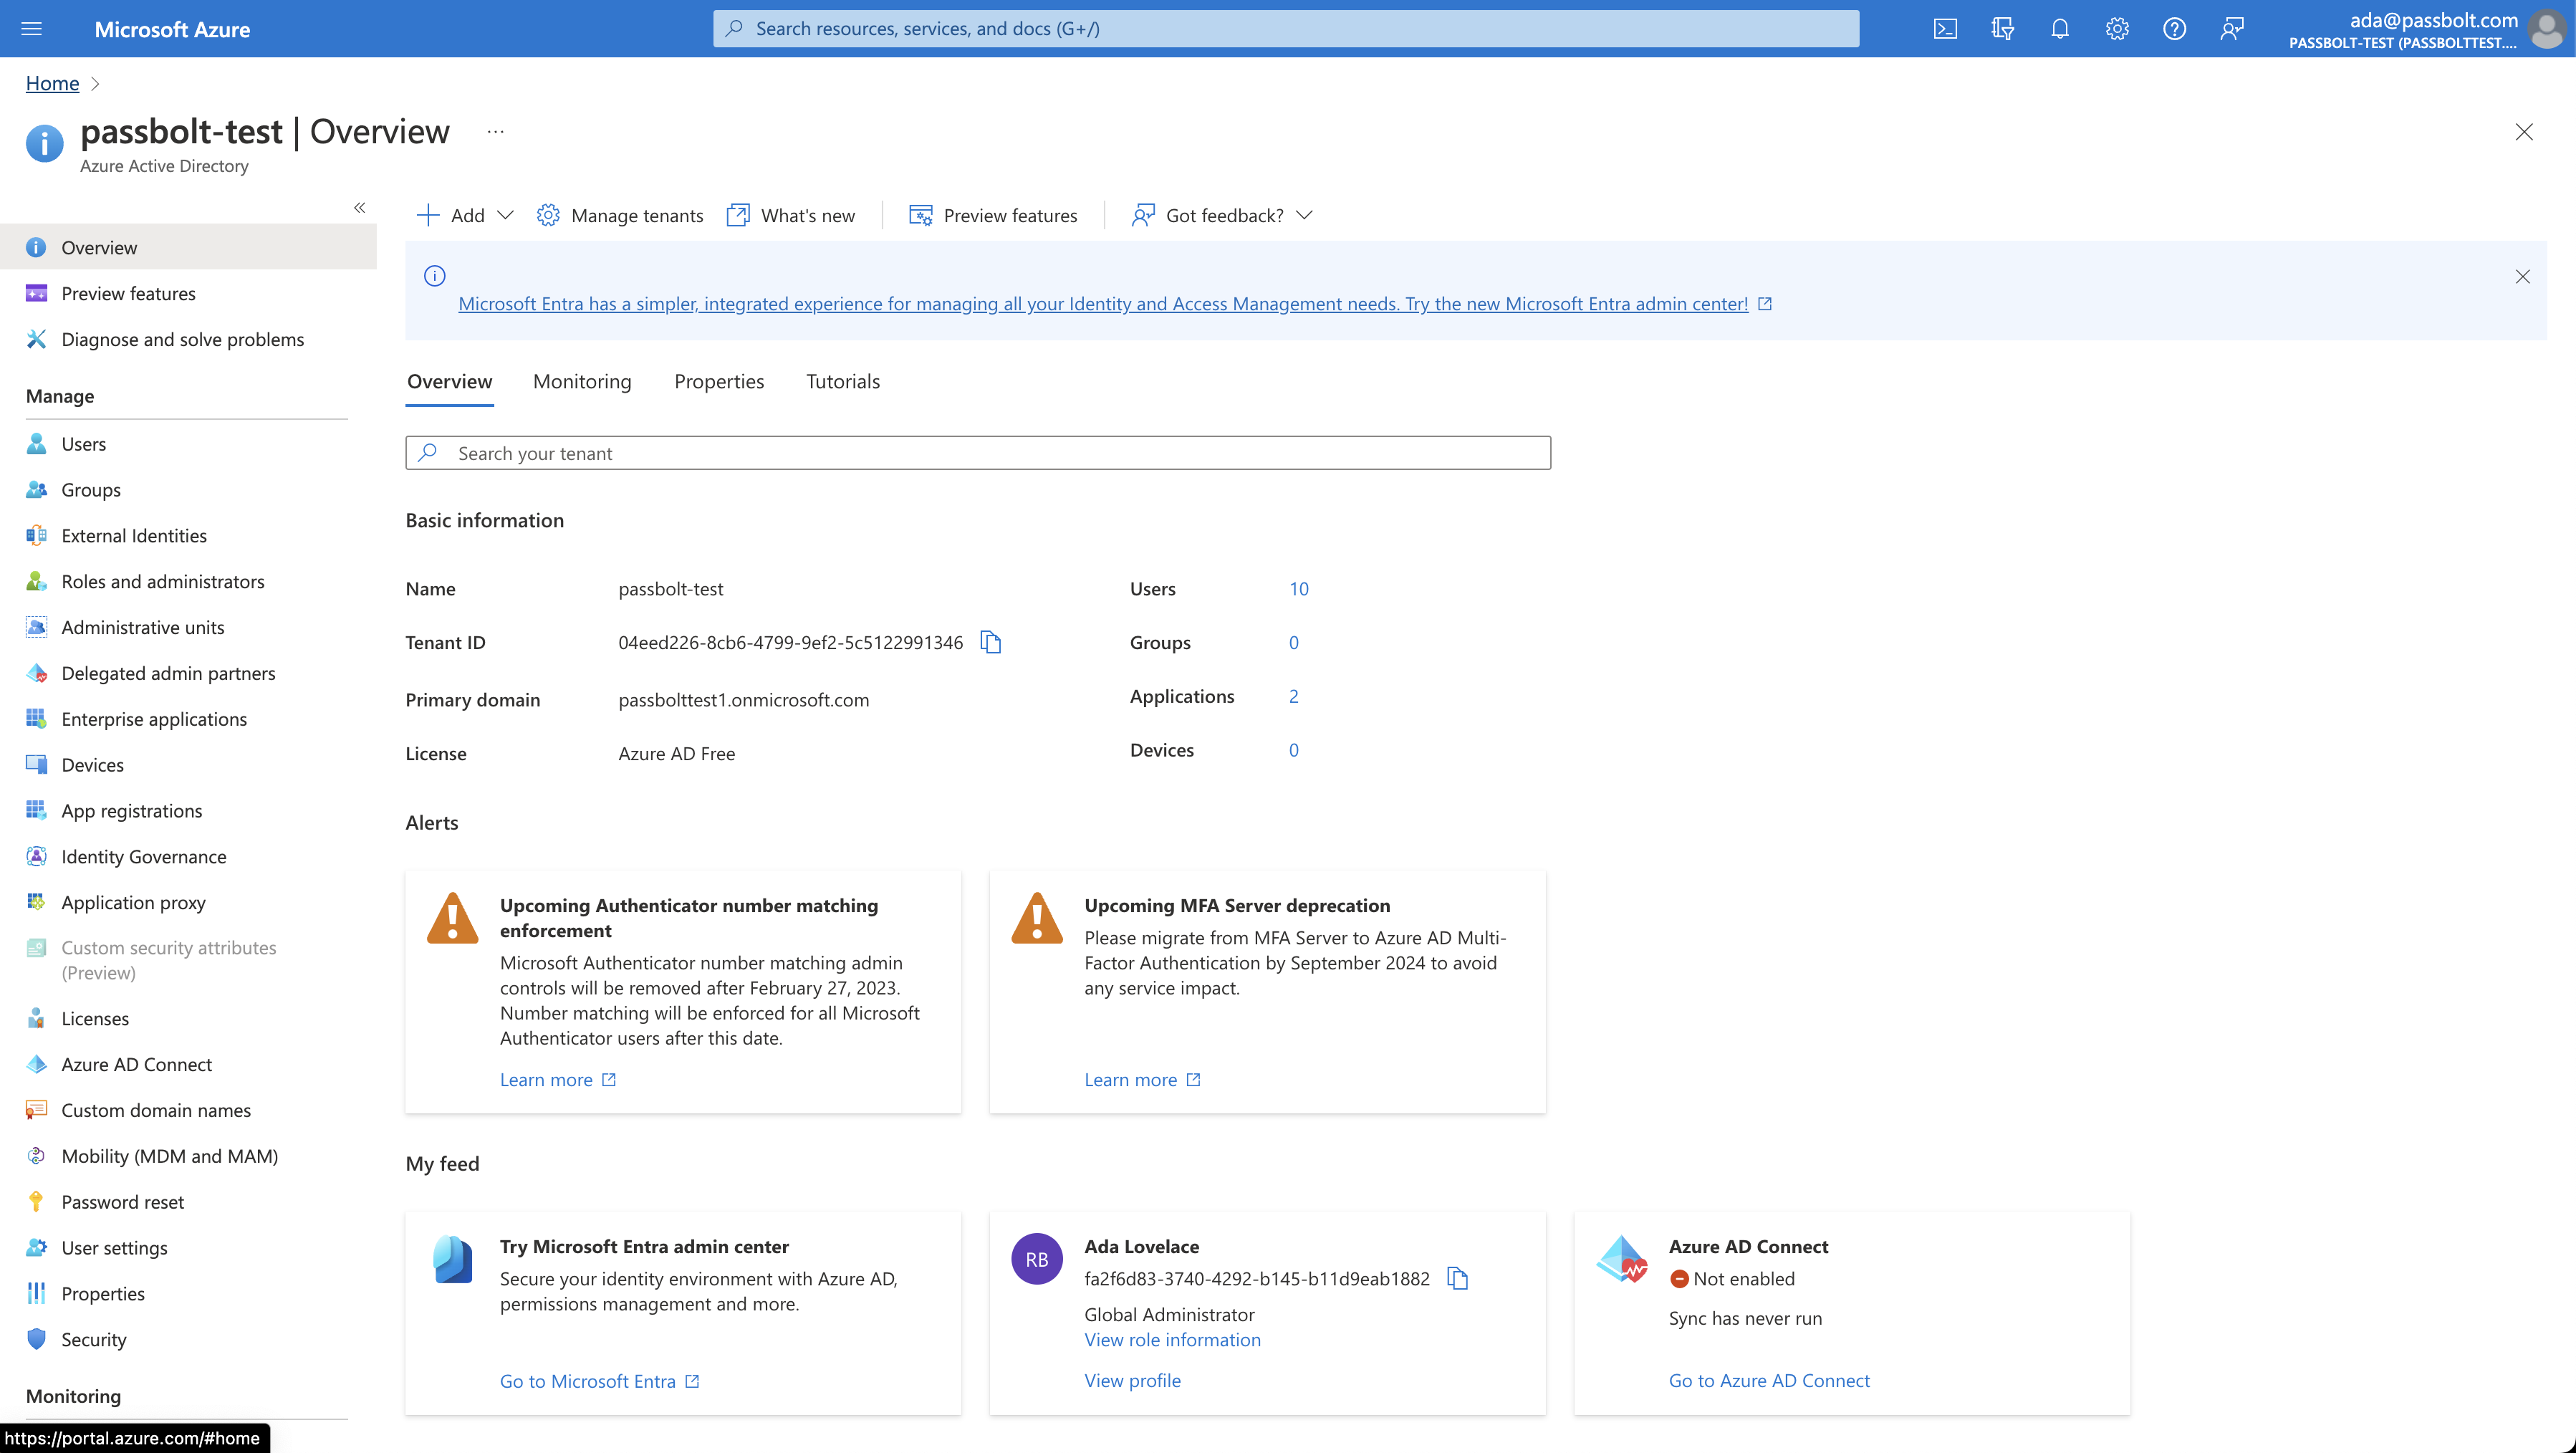 Microsoft Azure
Search resources, services, and docs (G+/)
ada@passbolt.com
PASSBOLT-TEST (PASSBOLTTEST....
Home
passbolt-test | Overview ...
Azure Active Directory
Overview
Preview features
Diagnose and solve problems
Manage
Users
Groups
External Identities
Roles and administrators
Administrative units
Delegated admin partners
Enterprise applications
Devices
App registrations
Identity Governance
Application proxy
Custom security attributes
(Preview)
Licenses
Azure AD Connect
Custom domain names
Mobility (MDM and MAM)
Password reset
User settings
Properties
Security
Monitoring
https://portal.azure.com/#home
Add
Manage tenants
What's new
Preview features
Got feedback?
Microsoft Entra has a simpler, integrated experience for managing all your Identity and Access Management needs. Try the new Microsoft Entra admin center!
Overview
Monitoring
Properties
Tutorials
Search your tenant
Basic information
Name passbolt-test
Tenant ID 04eed226-8cb6-4799-9ef2-5c5122991346
Primary domain passbolttest1.onmicrosoft.com
License Azure AD Free
Users 10
Groups 0
Applications 2
Devices 0
Alerts
Upcoming Authenticator number matching
enforcement
Microsoft Authenticator number matching admin
controls will be removed after February 27, 2023.
Number matching will be enforced for all Microsoft
Authenticator users after this date.
Learn more
Upcoming MFA Server deprecation
Please migrate from MFA Server to Azure AD Multi-
Factor Authentication by September 2024 to avoid
any service impact.
Learn more
My feed
Try Microsoft Entra admin center
Secure your identity environment with Azure AD,
permissions management and more.
Go to Microsoft Entra
RB
Ada Lovelace
fa2f6d83-3740-4292-b145-b11d9eab1882
Global Administrator
View role information
View profile
Azure AD Connect
Not enabled
Sync has never run
Go to Azure AD Connect